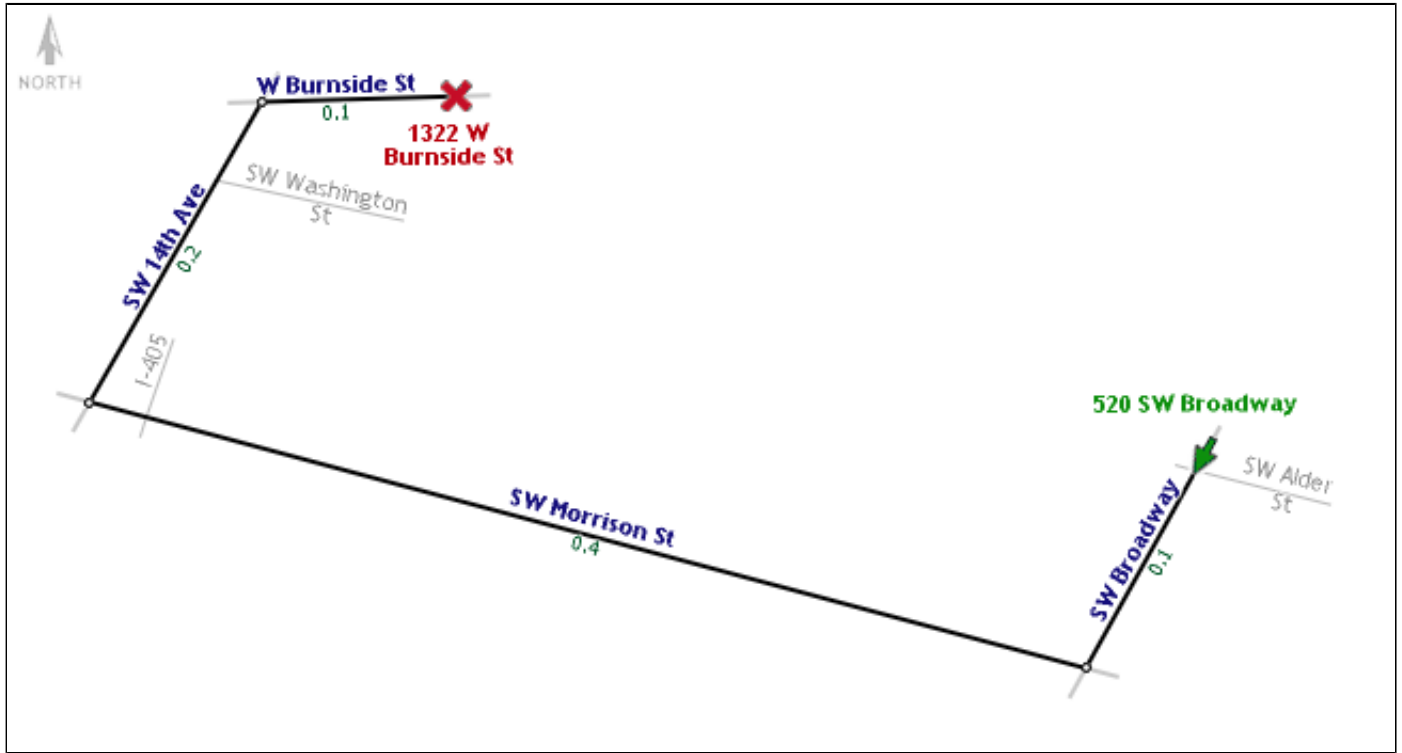 NORTH
W Burnside St
0.1
1322 W
Burnside St
SW Washington
St
SW 14th Ave
0.2
I-405
520 SW Broadway
SW Alder
St
SW Morrison St
0.4
SW Broadway
0.1